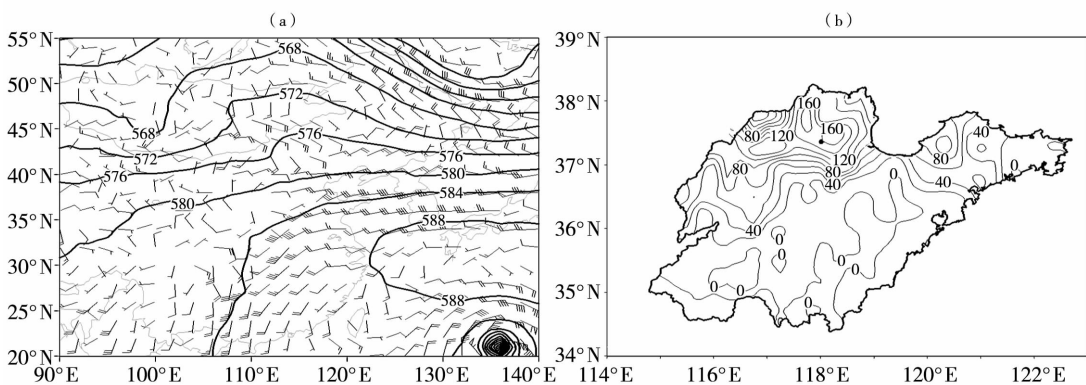 (a)
55° N
50° N
45° N
40° N
35° N
30° N
25° N
20° N
90° E
100° E
110° E
120° E
130° E
140° E
568
572
576
568
572
576
576
580
580
584
588
588
(b)
39° N
38° N
37° N
36° N
35° N
34° N
114° E
116° E
118° E
120° E
122° E
160
80
120
160
120
80
80
40
40
80
0
0
40
40
0
0
0
0
0
0
0